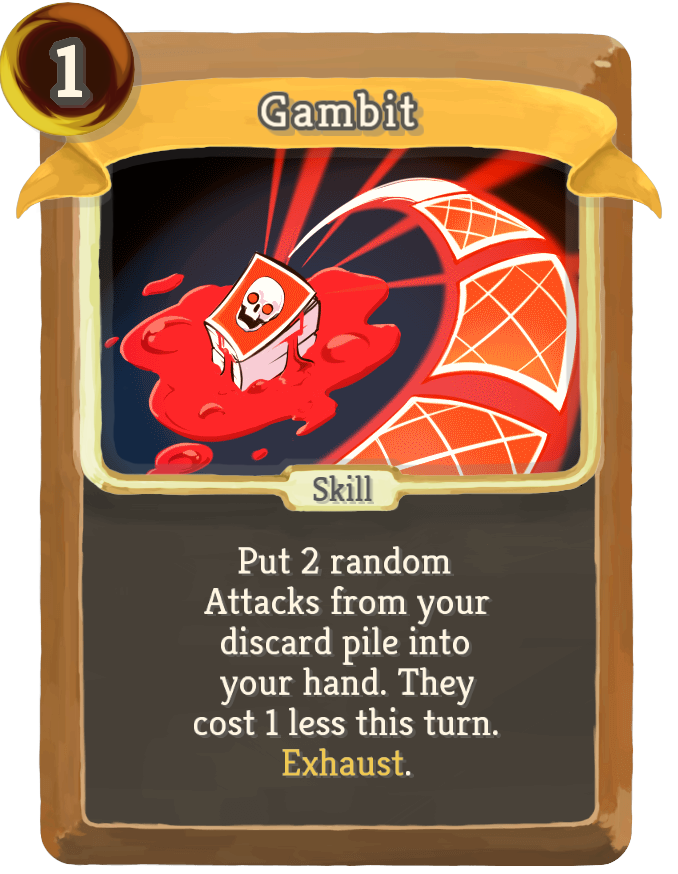 1
Gambit
Skill
Put 2 random
Attacks from your
discard pile into
your hand. They
cost 1 less this turn.
Exhaust.